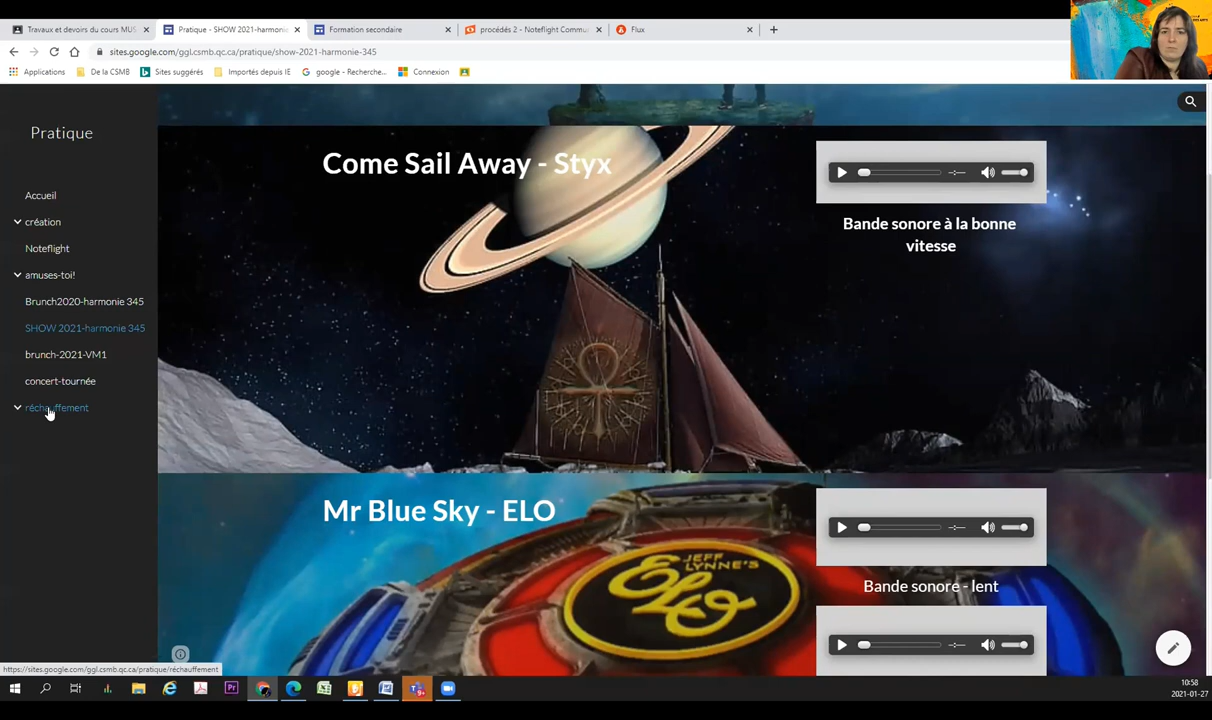 Travaux et devoirs du cours MUS
Pratique - SHOW 2021-harmonie
Formation secondaire
procédés 2 - Noteflight Commu
Flux
sites.google.com/ggl.csmb.qc.ca/pratique/show-2021-harmonie-345
Applications
De la CSMB
Sites suggérés
Importés depuis IE
google - Recherche...
Connexion
Pratique
Accueil
création
Noteflight
amuses-toi!
Brunch2020-harmonie 345
SHOW 2021-harmonie 345
brunch-2021-VM1
concert-tournée
réchauffement
Come Sail Away - Styx
Bande sonore à la bonne
vitesse
Mr Blue Sky - ELO
JEFF
LYNNE'S
ELO
Bande sonore - lent
https://sites.google.com/ggl.csmb.qc.ca/pratique/réchauffement
10:58
2021-01-27